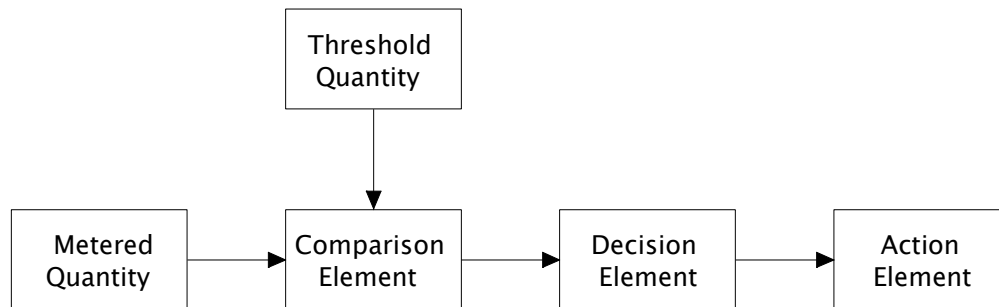 Threshold
Quantity
Metered
Quantity
Comparison
Element
Decision
Element
Action
Element